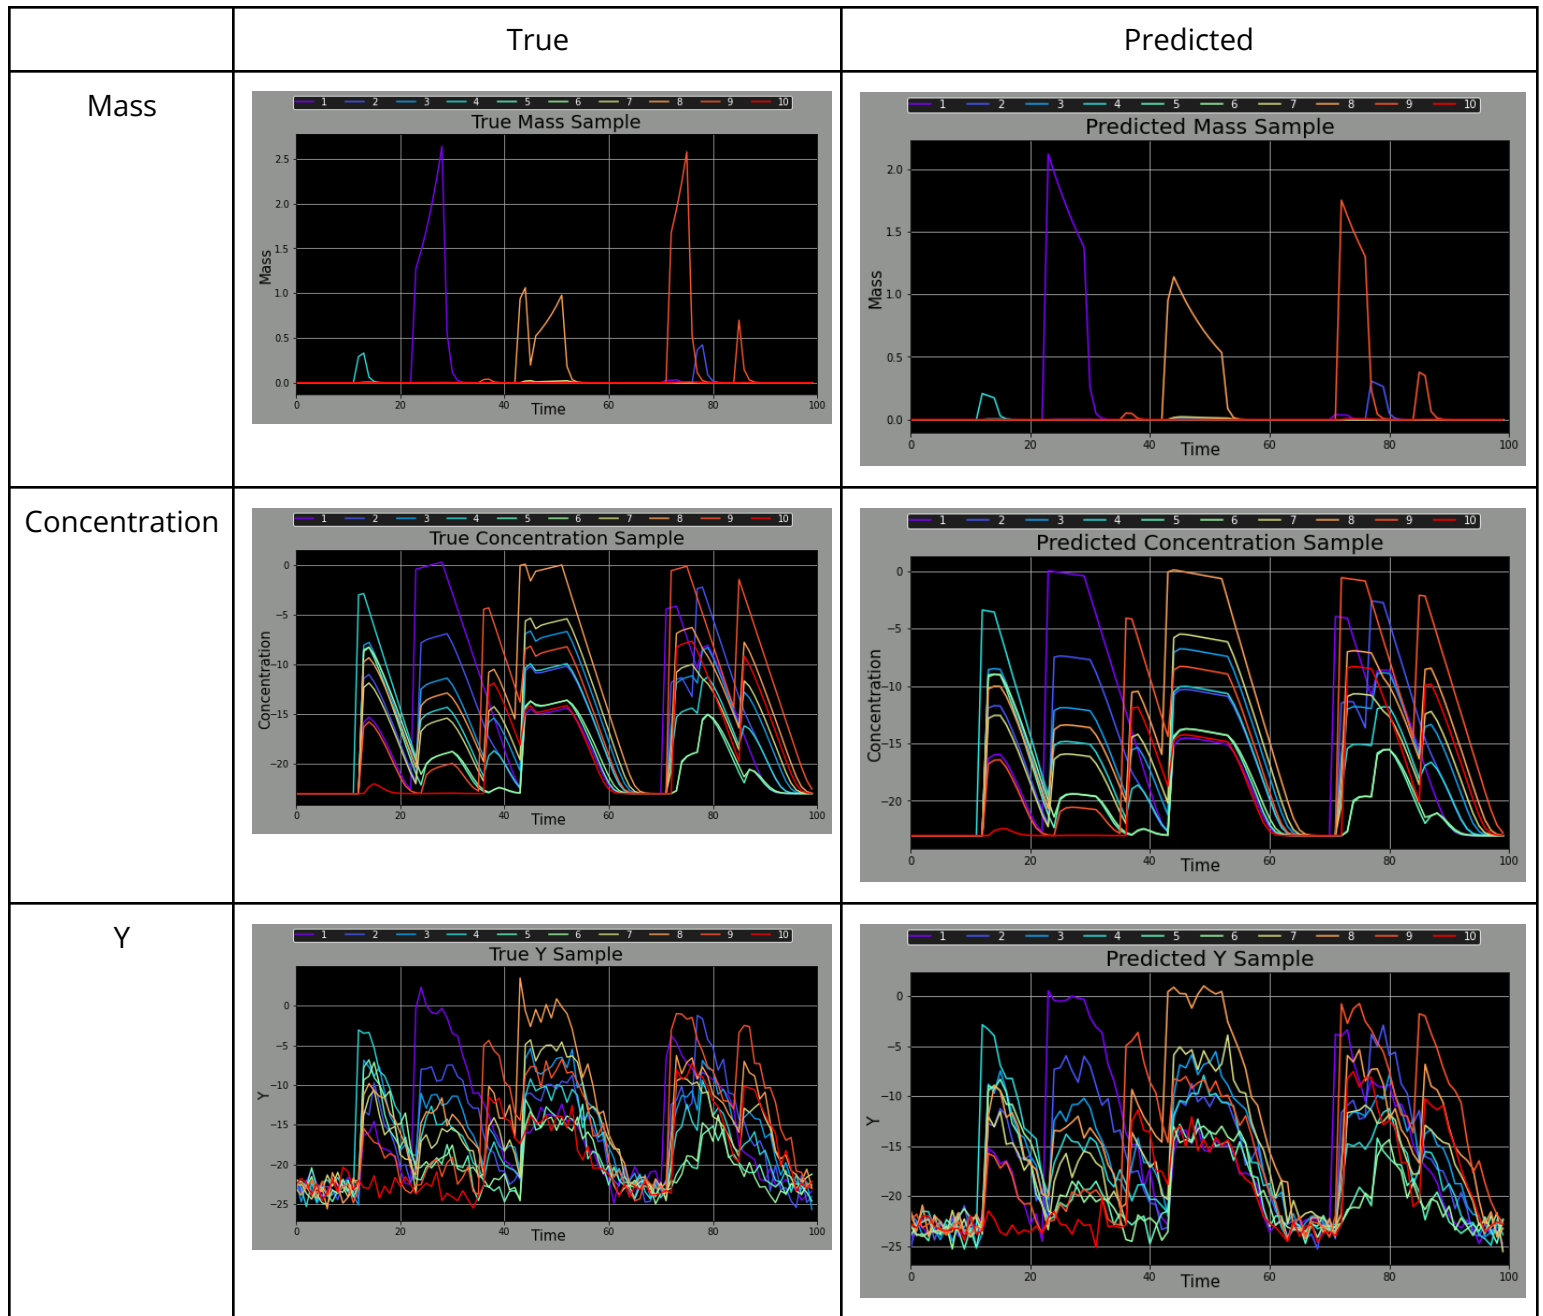 True
Predicted
Mass
1 2 3 4 5 6 7 8 9 10
True Mass Sample
Mass
2.5
2.0
1.5
1.0
0.5
0.0
0 20 40 60 80 100
Time
1 2 3 4 5 6 7 8 9 10
Predicted Mass Sample
Mass
2.0
1.5
1.0
0.5
0.0
0 20 40 60 80 100
Time
Concentration
1 2 3 4 5 6 7 8 9 10
True Concentration Sample
Concentration
0
−5
−10
−15
−20
0 20 40 60 80 100
Time
1 2 3 4 5 6 7 8 9 10
Predicted Concentration Sample
Concentration
0
−5
−10
−15
−20
0 20 40 60 80 100
Time
Y
1 2 3 4 5 6 7 8 9 10
True Y Sample
Y
0
−5
−10
−15
−20
−25
0 20 40 60 80 100
Time
1 2 3 4 5 6 7 8 9 10
Predicted Y Sample
Y
0
−5
−10
−15
−20
−25
0 20 40 60 80 100
Time